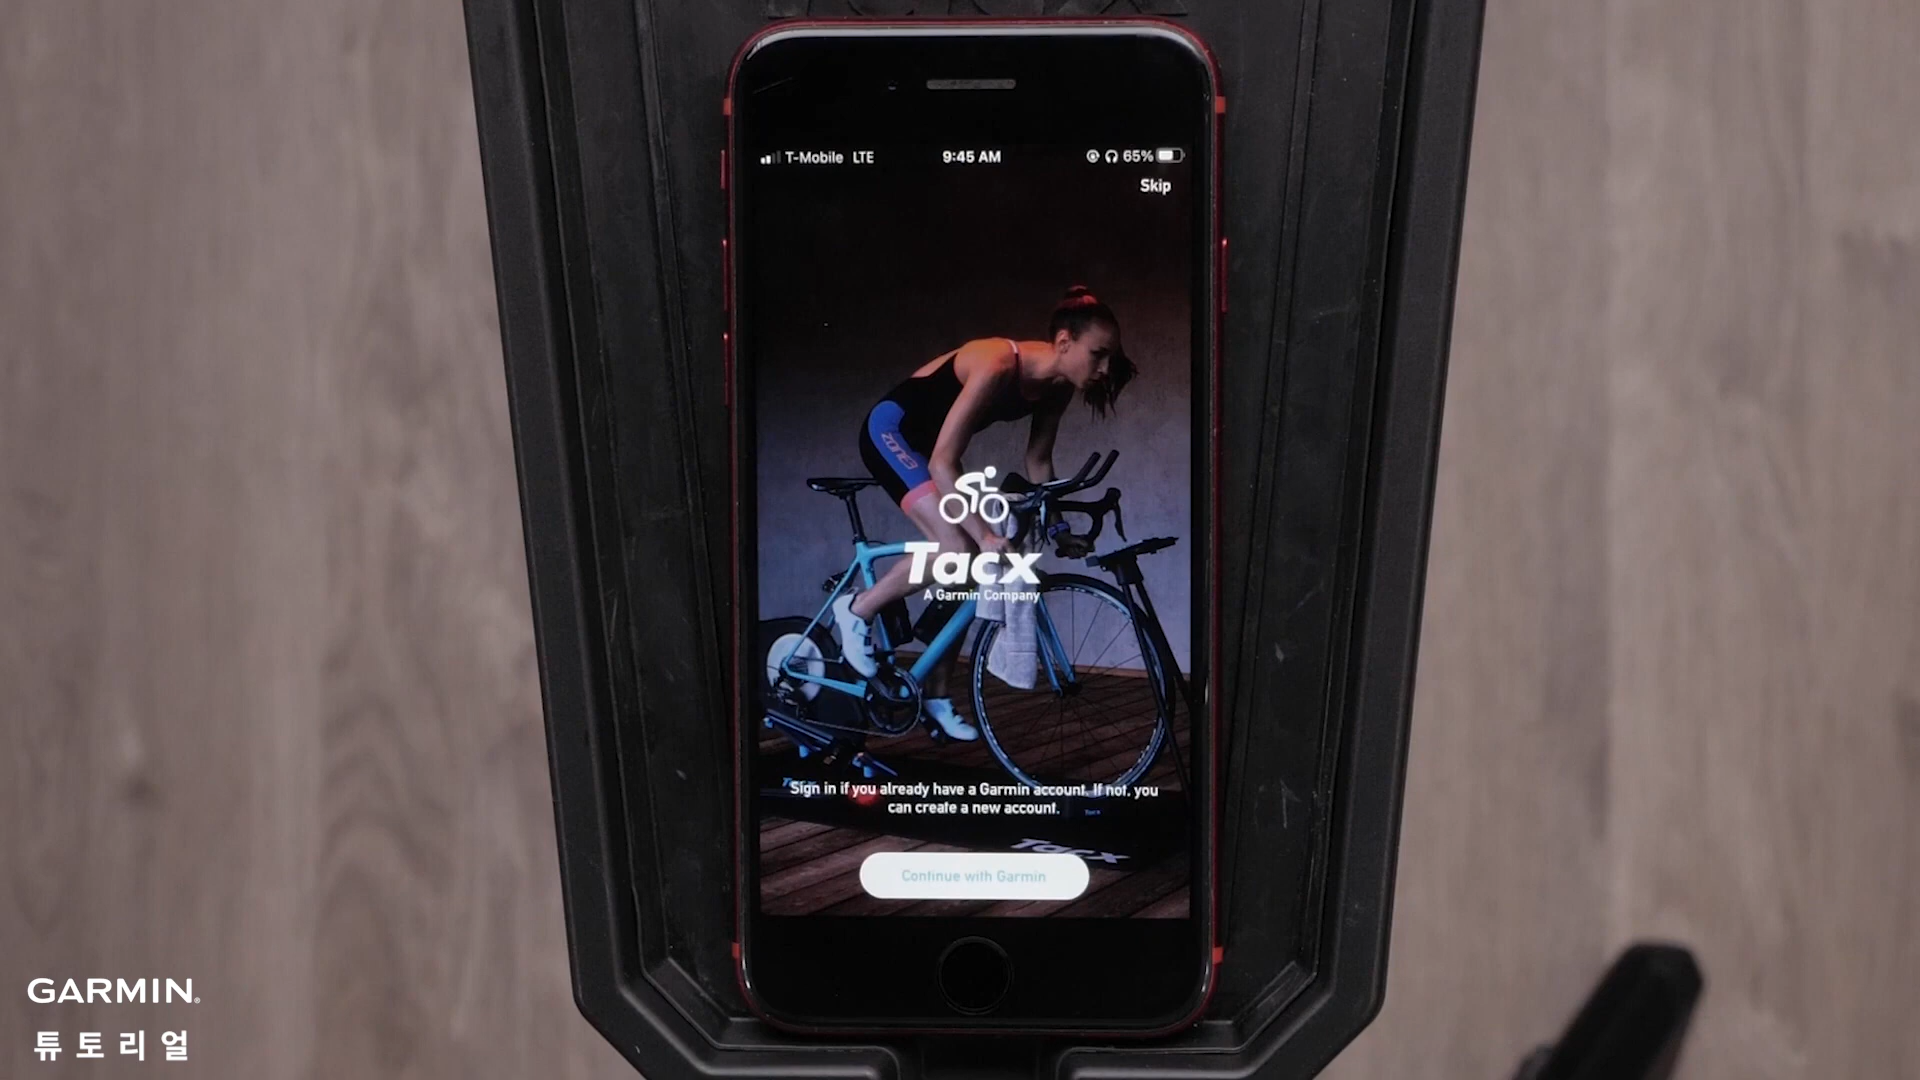 T-Mobile LTE 9:45 AM 65%
Skip
ZONE3
Tacx
A Garmin Company
Sign in if you already have a Garmin account. If not, you
can create a new account.
Tacx
Continue with Garmin
GARMIN
튜토리얼